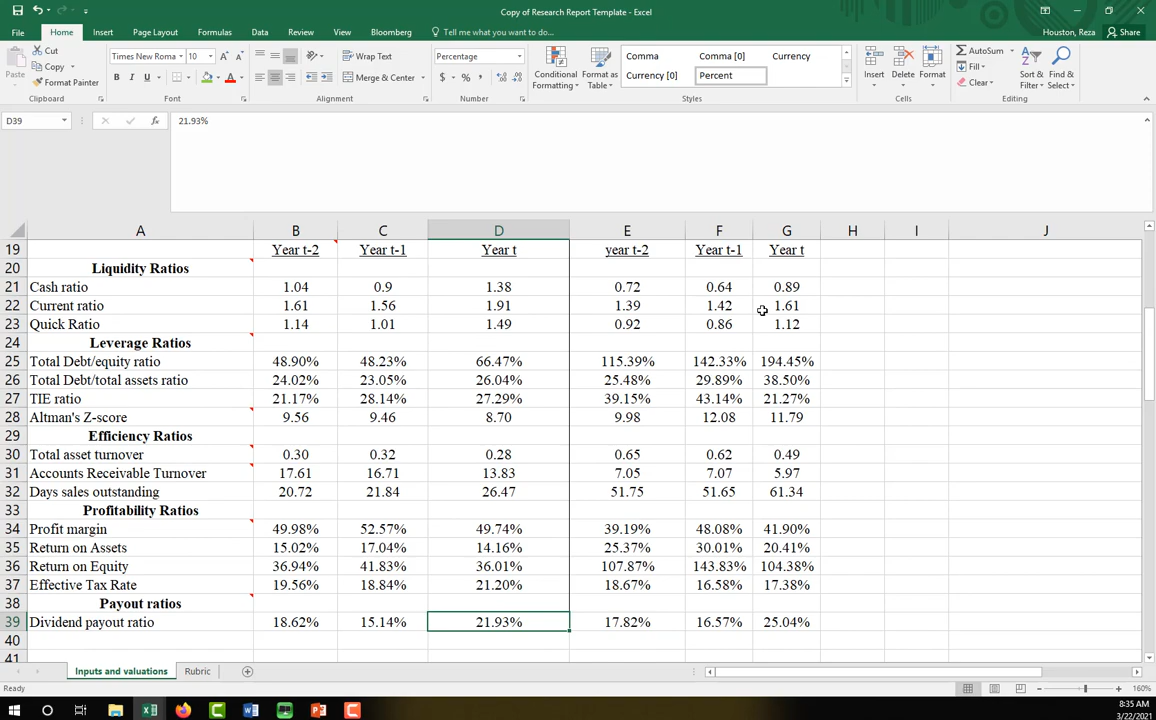 Copy of Research Report Template - Excel
File Home Insert Page Layout Formulas Data Review View Bloomberg Tell me what you want to do... Houston, Reza Share
Paste Cut Copy Format Painter Clipboard
Times New Roma 10 B I U A A A Font
Wrap Text Merge & Center Alignment
Percentage $ % , Number
Conditional Formatting Format as Table
Comma Comma [0] Currency
Currency [0] Percent
Styles
Insert Delete Format Cells
AutoSum Fill Clear Sort & Filter Find & Select Editing
D39 fx 21.93%
A B C D E F G H I J
19 Year t-2 Year t-1 Year t year t-2 Year t-1 Year t
20 Liquidity Ratios
21 Cash ratio 1.04 0.9 1.38 0.72 0.64 0.89
22 Current ratio 1.61 1.56 1.91 1.39 1.42 1.61
23 Quick Ratio 1.14 1.01 1.49 0.92 0.86 1.12
24 Leverage Ratios
25 Total Debt/equity ratio 48.90% 48.23% 66.47% 115.39% 142.33% 194.45%
26 Total Debt/total assets ratio 24.02% 23.05% 26.04% 25.48% 29.89% 38.50%
27 TIE ratio 21.17% 28.14% 27.29% 39.15% 43.14% 21.27%
28 Altman's Z-score 9.56 9.46 8.70 9.98 12.08 11.79
29 Efficiency Ratios
30 Total asset turnover 0.30 0.32 0.28 0.65 0.62 0.49
31 Accounts Receivable Turnover 17.61 16.71 13.83 7.05 7.07 5.97
32 Days sales outstanding 20.72 21.84 26.47 51.75 51.65 61.34
33 Profitability Ratios
34 Profit margin 49.98% 52.57% 49.74% 39.19% 48.08% 41.90%
35 Return on Assets 15.02% 17.04% 14.16% 25.37% 30.01% 20.41%
36 Return on Equity 36.94% 41.83% 36.01% 107.87% 143.83% 104.38%
37 Effective Tax Rate 19.56% 18.84% 21.20% 18.67% 16.58% 17.38%
38 Payout ratios
39 Dividend payout ratio 18.62% 15.14% 21.93% 17.82% 16.57% 25.04%
40
41
Inputs and valuations Rubric
Ready 160%
8:35 AM
3/22/2021